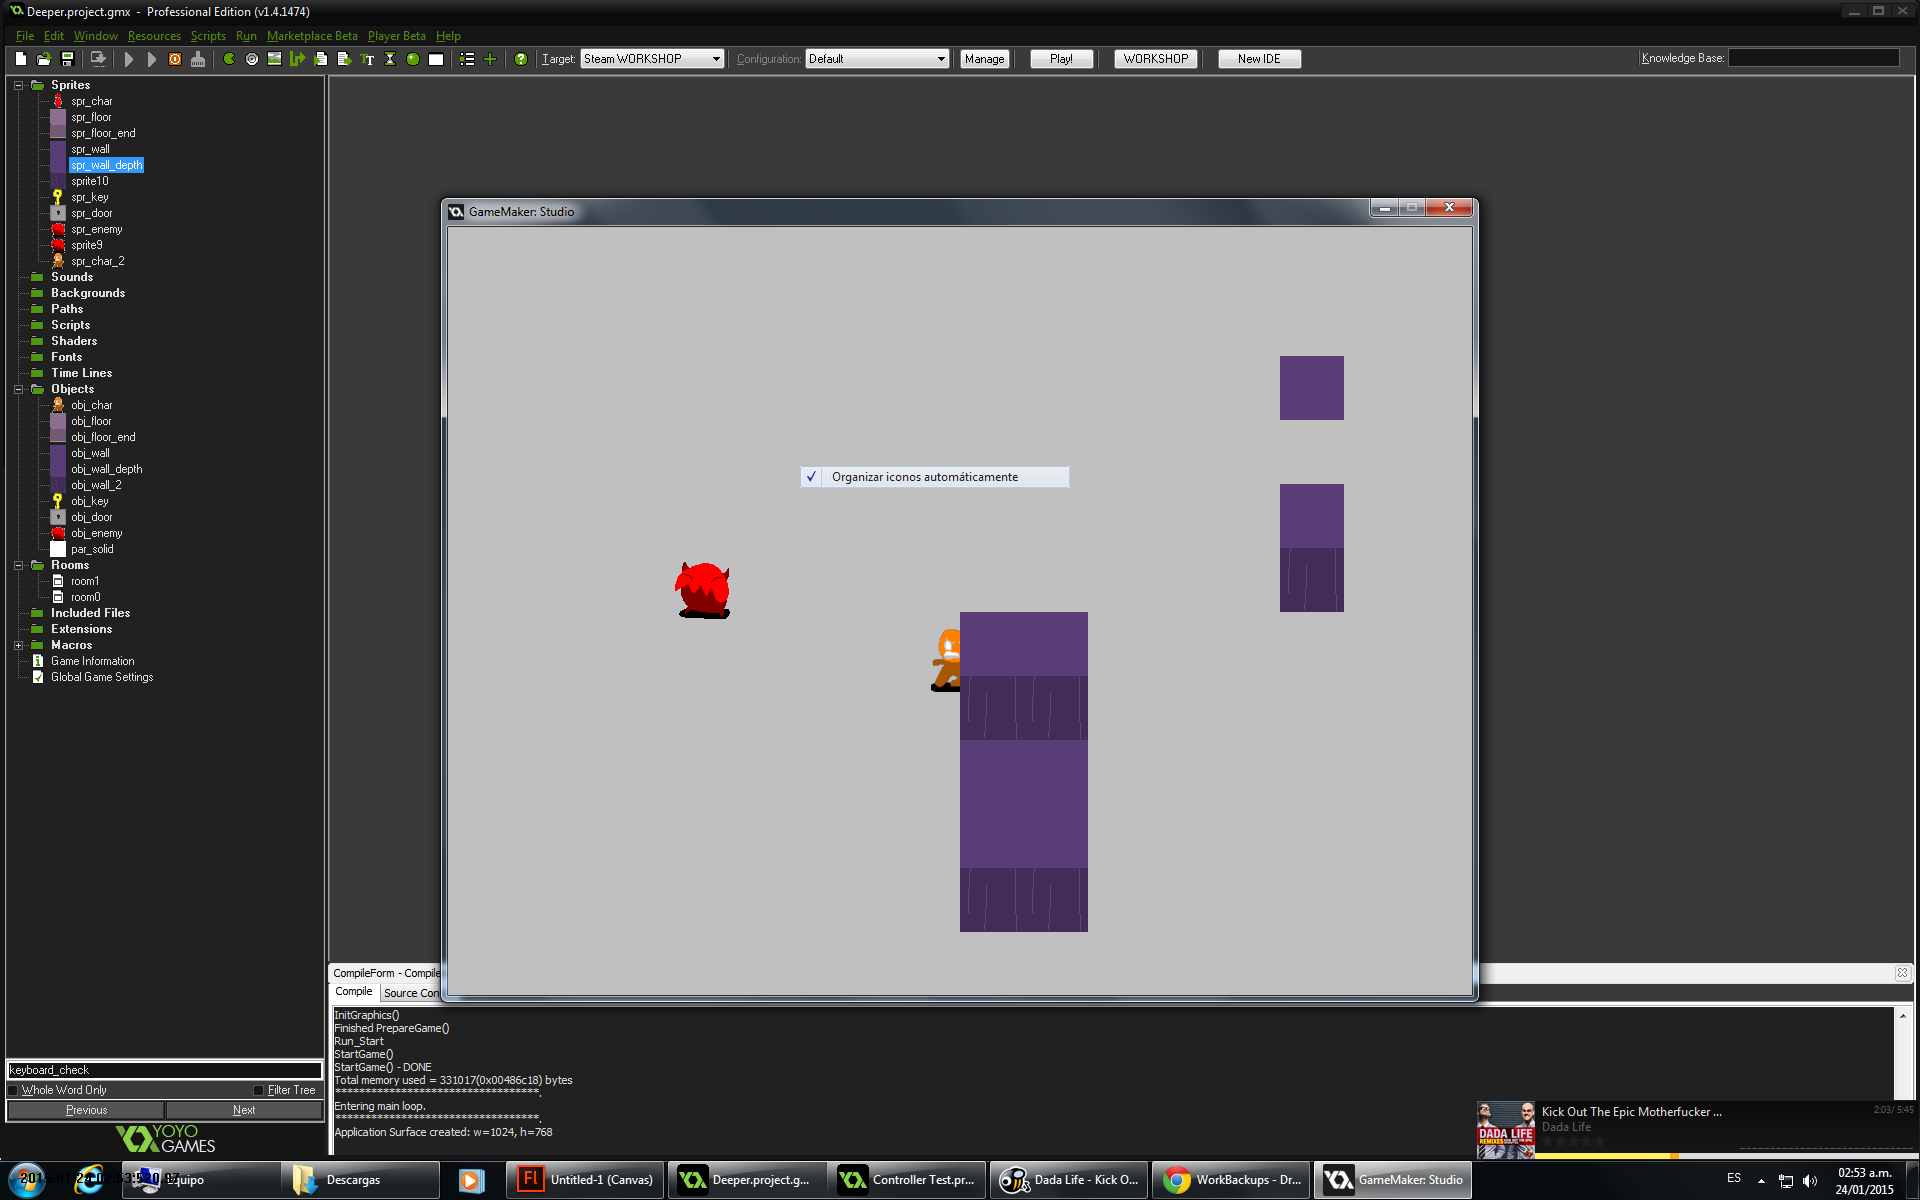 Deeper.project.gmx - Professional Edition (v1.4.1474)
File Edit Window Resources Scripts Run Marketplace Beta Player Beta Help
Target: Steam WORKSHOP Configuration: Default Manage Play! WORKSHOP New IDE Knowledge Base:
Sprites
spr_char
spr_floor
spr_floor_end
spr_wall
spr_wall_depth
sprite10
spr_key
spr_door
spr_enemy
sprite9
spr_char_2
Sounds
Backgrounds
Paths
Scripts
Shaders
Fonts
Time Lines
Objects
obj_char
obj_floor
obj_floor_end
obj_wall
obj_wall_depth
obj_wall_2
obj_key
obj_door
obj_enemy
par_solid
Rooms
room1
room0
Included Files
Extensions
Macros
Game Information
Global Game Settings
keyboard_check
Whole Word Only Filter Tree
Previous Next
YOYO GAMES
GameMaker: Studio
Organizar iconos automáticamente
CompileForm - Compile
Compile Source Con
InitGraphics()
Finished PrepareGame()
Run_Start
StartGame()
StartGame() - DONE
Total memory used = 331017(0x00486c18) bytes
***********************************.
Entering main loop.
***********************************.
Application Surface created: w=1024, h=768
Kick Out The Epic Motherfucker ... 2:03/ 5:45
Dada Life
DADA LIFE
Equipo Descargas Untitled-1 (Canvas) Deeper.project.g... Controller Test.pr... Dada Life - Kick O... WorkBackups - Dr... GameMaker: Studio
ES 02:53 a.m.
24/01/2015